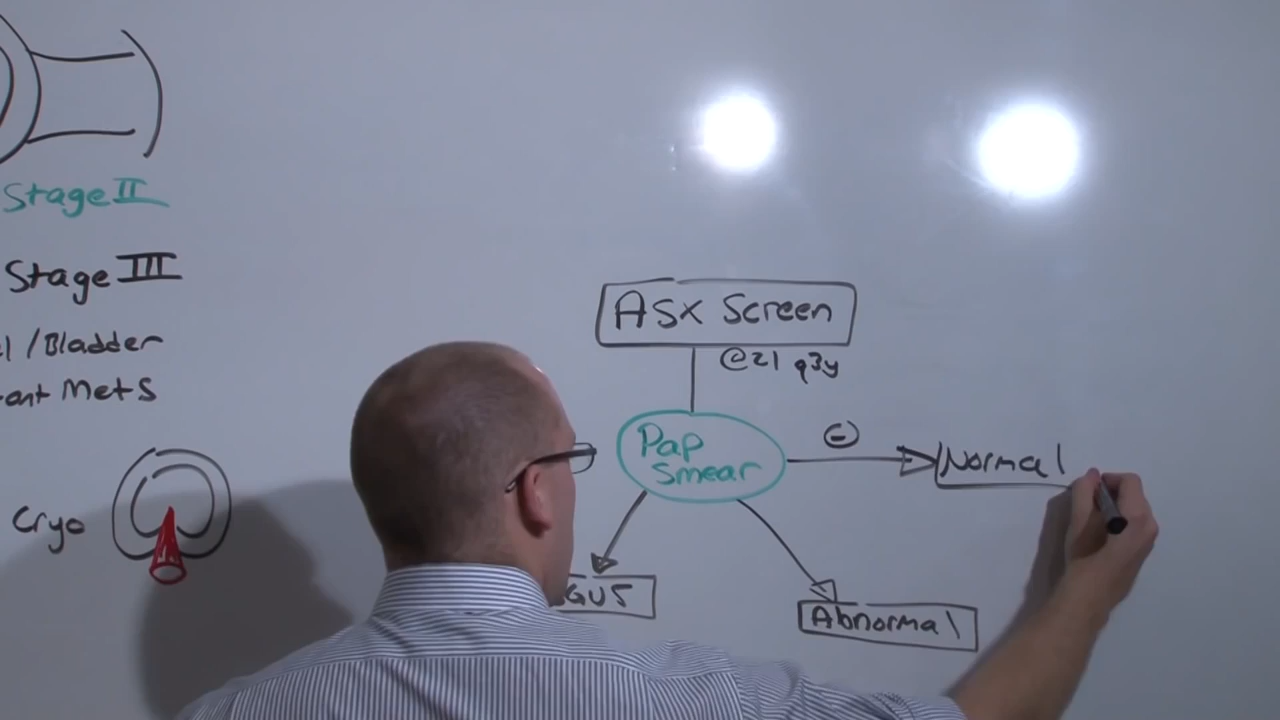 Stage II
Stage III
/Bladder
Mets
Cryo
ASX Screen
@21 q3y
Pap
Smear
⊖
Normal
GUS
Abnormal